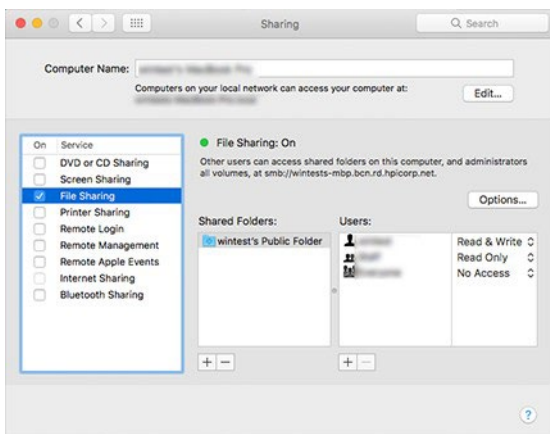 Sharing
Search
Computer Name:
Computers on your local network can access your computer at:
Edit...
On Service
DVD or CD Sharing
Screen Sharing
File Sharing
Printer Sharing
Remote Login
Remote Management
Remote Apple Events
Internet Sharing
Bluetooth Sharing
File Sharing: On
Other users can access shared folders on this computer, and administrators
all volumes, at smb://wintests-mbp.bcn.rd.hpicorp.net.
Options...
Shared Folders:
wintest's Public Folder
Users:
Read & Write
Read Only
No Access
+ −
+ −
?